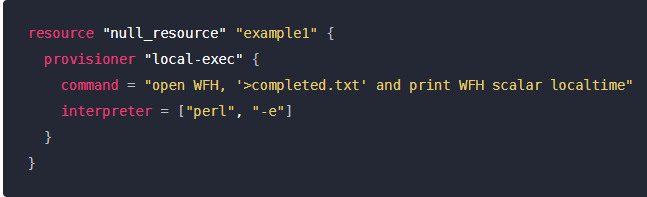 resource "null_resource" "example1" {
  provisioner "local-exec" {
    command = "open WFH, '>completed.txt' and print WFH scalar localtime"
    interpreter = ["perl", "-e"]
  }
}